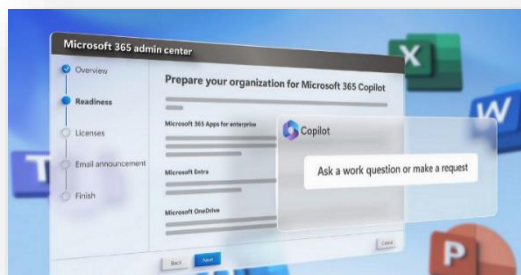 Microsoft 365 admin center
Overview
Readiness
Licenses
Email announcement
Finish
Prepare your organization for Microsoft 365 Copilot
Microsoft 365 Apps for enterprise
Microsoft Entra
Microsoft OneDrive
Back
Next
Cancel
Copilot
Ask a work question or make a request
X
W
T
P